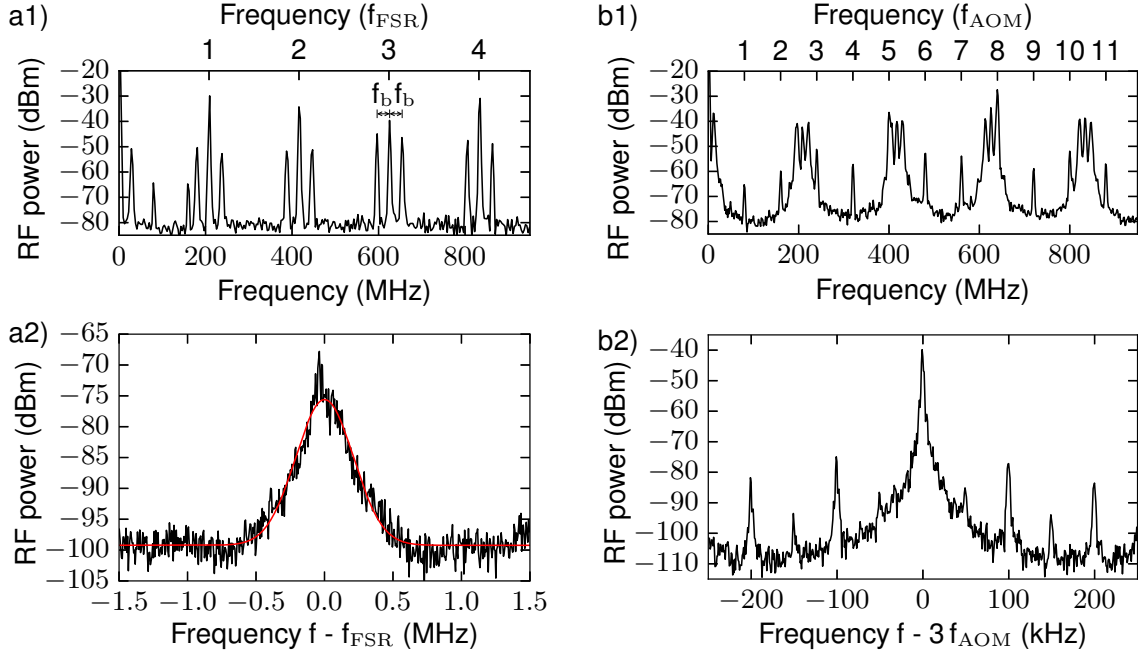 a1)
Frequency (f_FSR)
1 2 3 4
−20
−30
−40
−50
−60
−70
−80
RF power (dBm)
f_b f_b
0 200 400 600 800
Frequency (MHz)
b1)
Frequency (f_AOM)
1 2 3 4 5 6 7 8 9 10 11
−20
−30
−40
−50
−60
−70
−80
RF power (dBm)
0 200 400 600 800
Frequency (MHz)
a2)
−65
−70
−75
−80
−85
−90
−95
−100
−105
RF power (dBm)
−1.5 −1.0 −0.5 0.0 0.5 1.0 1.5
Frequency f - f_FSR (MHz)
b2)
−40
−50
−60
−70
−80
−90
−100
−110
RF power (dBm)
−200 −100 0 100 200
Frequency f - 3 f_AOM (kHz)